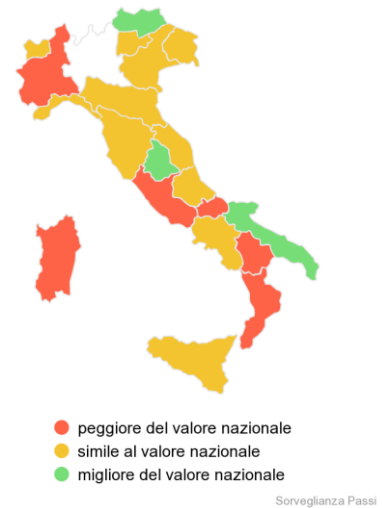 peggiore del valore nazionale
simile al valore nazionale
migliore del valore nazionale
Sorveglianza Passi